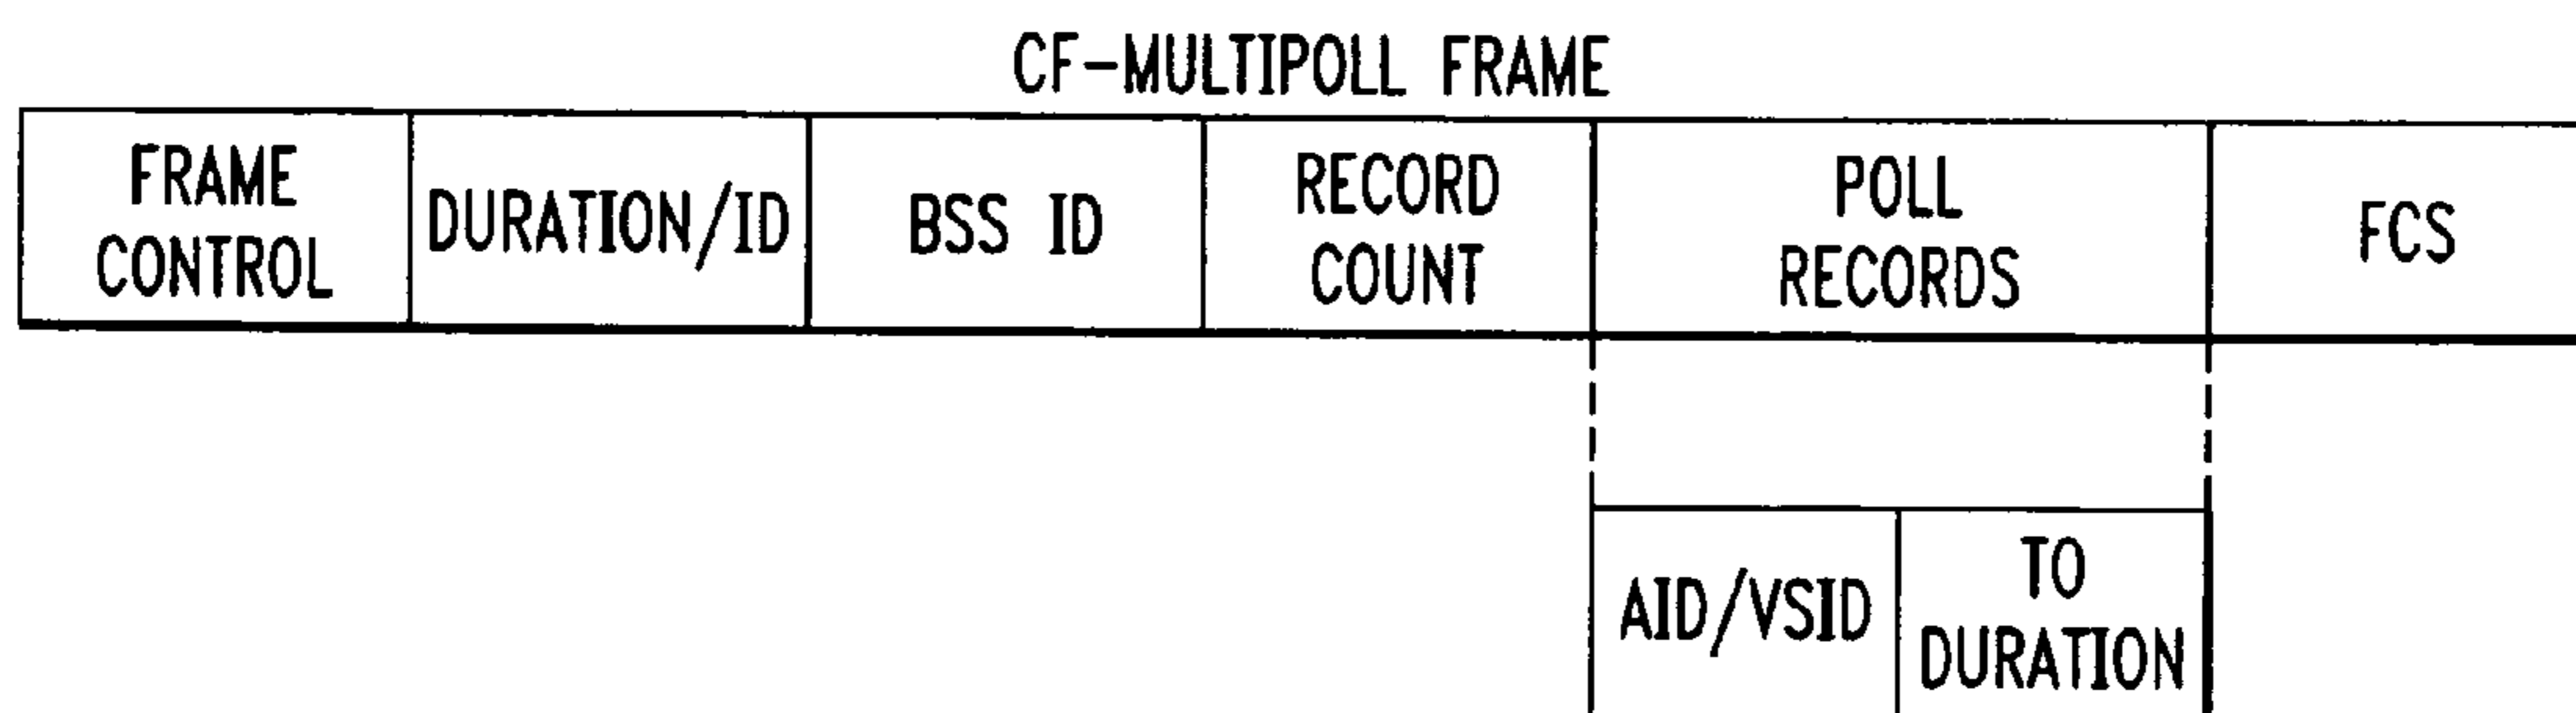 CF-MULTIPOLL FRAME
FRAME
CONTROL
DURATION/ID
BSS ID
RECORD
COUNT
POLL
RECORDS
FCS
AID/VSID
TO
DURATION